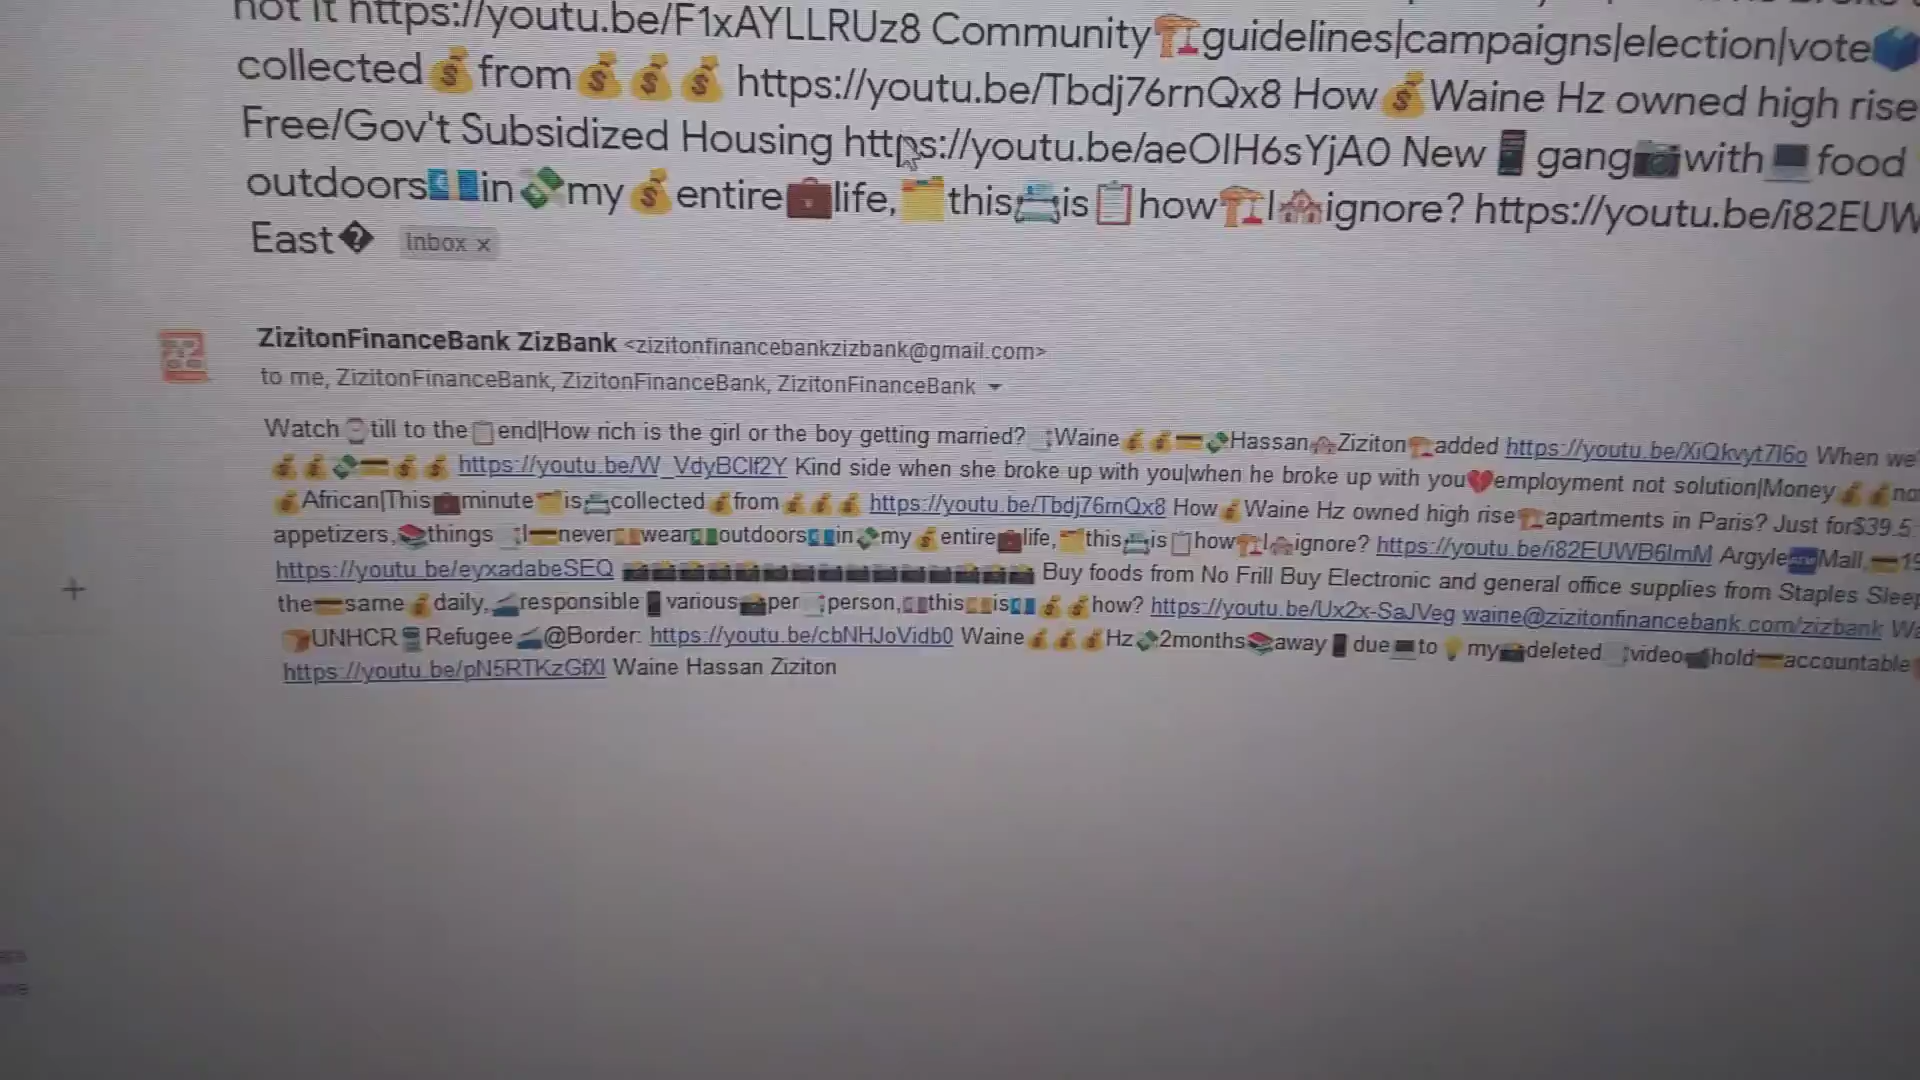 not it https://youtu.be/F1xAYLLRUz8 Community🏗guidelines|campaigns|election|vote🗳
collected💰from💰💰💰 https://youtu.be/Tbdj76rnQx8 How💰Waine Hz owned high rise
Free/Gov't Subsidized Housing https://youtu.be/aeOlH6sYjA0 New📱gang📷with💻food
outdoors💶in💸my💰entire💼life,🗂this📇is📋how🏗I🏘ignore? https://youtu.be/i82EUW
East� Inbox x
ZizitonFinanceBank ZizBank <zizitonfinancebankzizbank@gmail.com>
to me, ZizitonFinanceBank, ZizitonFinanceBank, ZizitonFinanceBank
Watch⌚till to the📋end|How rich is the girl or the boy getting married? Waine💰💰💳💸Hassan🏘Ziziton🏗added https://youtu.be/XiQkvyt7l6o When we
💰💰💸💳💰💰 https://youtu.be/W_VdyBClf2Y Kind side when she broke up with you|when he broke up with you💔employment not solution|Money💰💰
💰African|This💼minute🗂is📇collected💰from💰💰💰 https://youtu.be/Tbdj76rnQx8 How💰Waine Hz owned high rise🏗apartments in Paris? Just for$39.5
appetizers,📚things I💳never💴wear💵outdoors💶in💸my💰entire💼life,🗂this📇is📋how🏗I🏘ignore? https://youtu.be/i82EUWB6lmM Argyle🏧Mall,💳
https://youtu.be/eyxadabeSEQ Buy foods from No Frill Buy Electronic and general office supplies from Staples Sleep
the💳same💰daily, responsible📱various📸per person,💷this💴is💶💰💰how? https://youtu.be/Ux2x-SaJVeg waine@zizitonfinancebank.com/zizbank
UNHCR Refugee @Border: https://youtu.be/cbNHJoVidb0 Waine💰💰💰Hz💸2months📚away📱due💻to💡my📸deleted video hold💳accountable
https://youtu.be/pN5RTKzGfXI Waine Hassan Ziziton